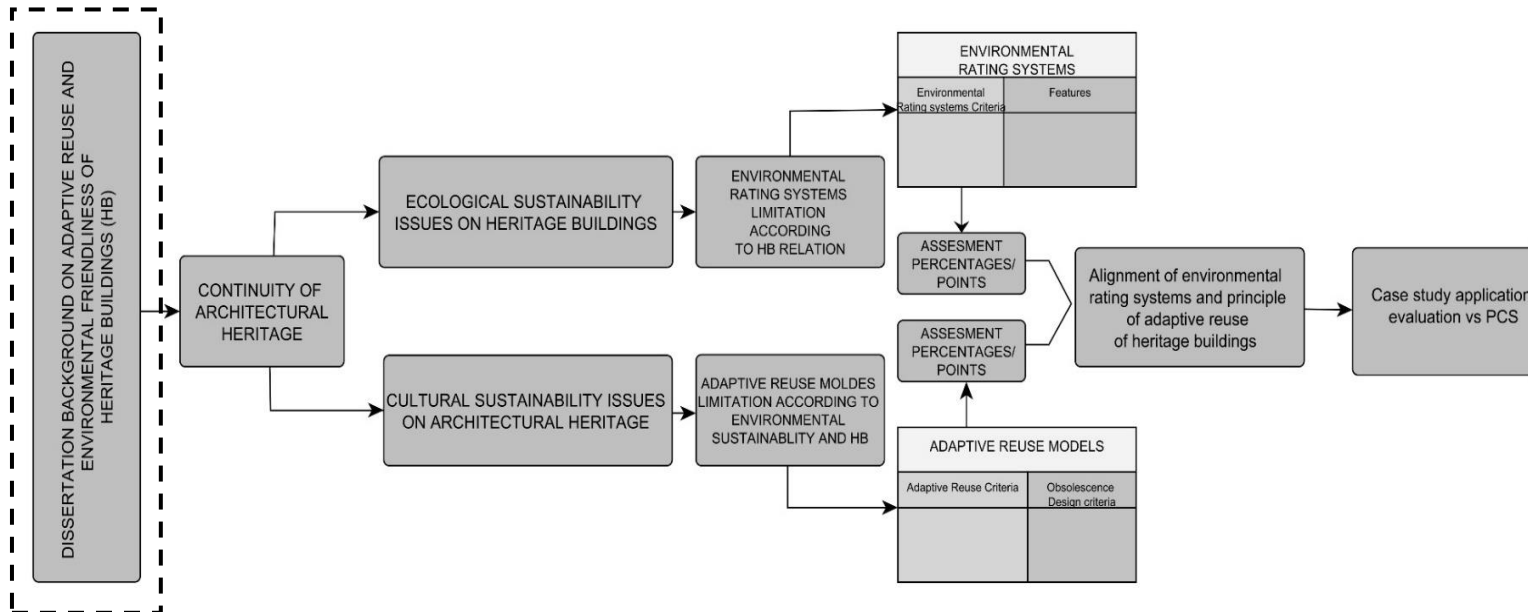 DISSERTATION BACKGROUND ON ADAPTIVE REUSE AND
ENVIRONMENTAL FRIENDLINESS OF
HERITAGE BUILDINGS (HB)
CONTINUITY OF
ARCHITECTURAL
HERITAGE
ECOLOGICAL SUSTAINABILITY
ISSUES ON HERITAGE BUILDINGS
ENVIRONMENTAL
RATING SYSTEMS
LIMITATION
ACCORDING
TO HB RELATION
ENVIRONMENTAL
RATING SYSTEMS
Environmental
Rating systems Criteria
Features
ASSESMENT
PERCENTAGES/
POINTS
CULTURAL SUSTAINABILITY ISSUES
ON ARCHITECTURAL HERITAGE
ADAPTIVE REUSE MOLDES
LIMITATION ACCORDING TO
ENVIRONMENTAL
SUSTAINABLITY AND HB
ASSESMENT
PERCENTAGES/
POINTS
ADAPTIVE REUSE MODELS
Adaptive Reuse Criteria
Obsolescence
Design criteria
Alignment of environmental
rating systems and principle
of adaptive reuse
of heritage buildings
Case study application
evaluation vs PCS